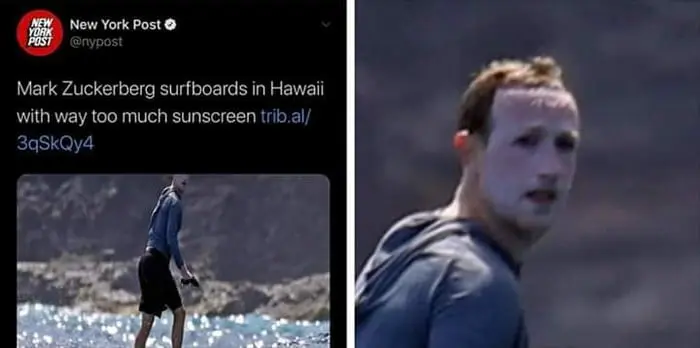 NEW
YORK
POST
New York Post
@nypost
Mark Zuckerberg surfboards in Hawaii
with way too much sunscreen trib.al/
3qSkQy4